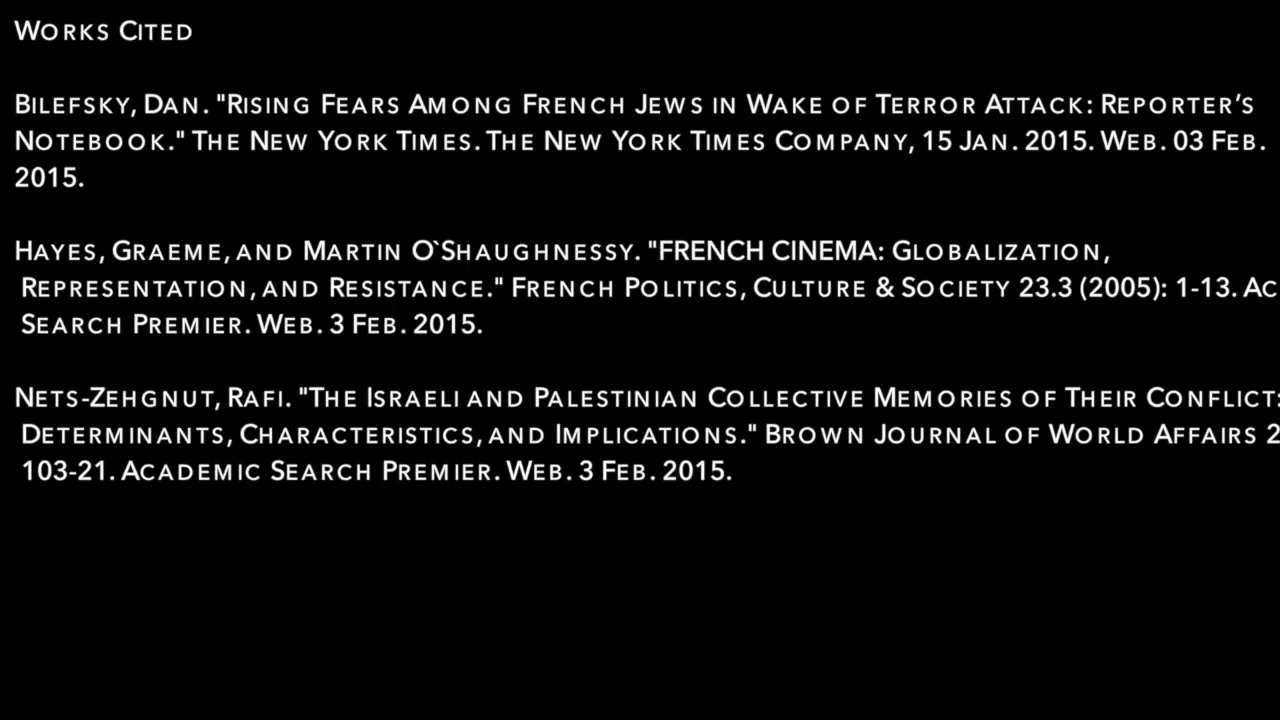 Works Cited
Bilefsky, Dan. "Rising Fears Among French Jews in Wake of Terror Attack: Reporter’s
Notebook." The New York Times. The New York Times Company, 15 Jan. 2015. Web. 03 Feb.
2015.
Hayes, Graeme, and Martin O`Shaughnessy. "FRENCH CINEMA: Globalization,
Representation, and Resistance." French Politics, Culture & Society 23.3 (2005): 1-13. Ac
Search Premier. Web. 3 Feb. 2015.
Nets-Zehgnut, Rafi. "The Israeli and Palestinian Collective Memories of Their Conflict:
Determinants, Characteristics, and Implications." Brown Journal of World Affairs 2
103-21. Academic Search Premier. Web. 3 Feb. 2015.